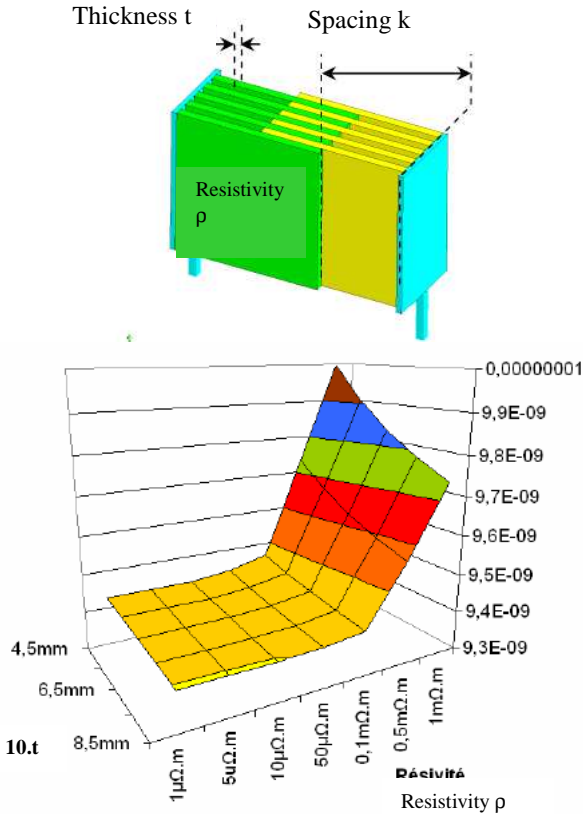 Thickness t
Spacing k
Resistivity
ρ
0,00000001
9,9E-09
9,8E-09
9,7E-09
9,6E-09
9,5E-09
9,4E-09
9,3E-09
4,5mm
6,5mm
8,5mm
10.t
1µΩ.m
5uΩ.m
10µΩ.m
50µΩ.m
0,1mΩ.m
0,5mΩ.m
1mΩ.m
Résivité
Resistivity ρ